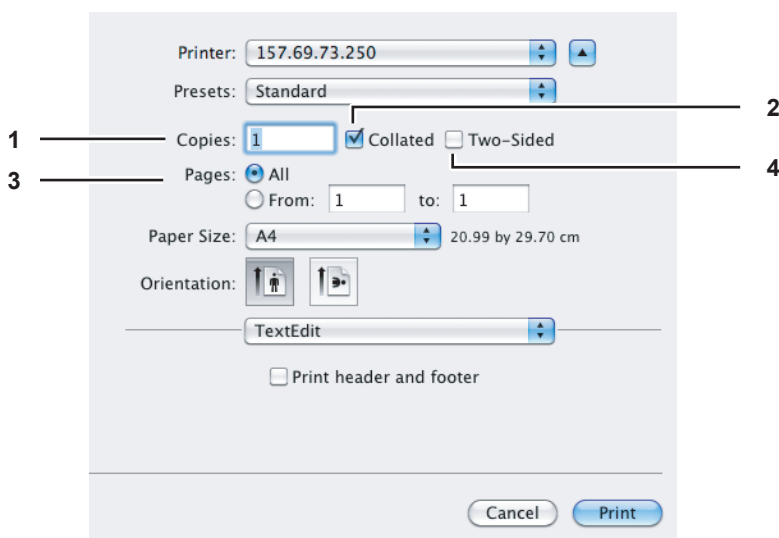 Printer: 157.69.73.250
Presets: Standard
2
1 Copies: 1 Collated Two-Sided
4
3 Pages: All
From: 1 to: 1
Paper Size: A4 20.99 by 29.70 cm
Orientation:
TextEdit
Print header and footer
Cancel Print